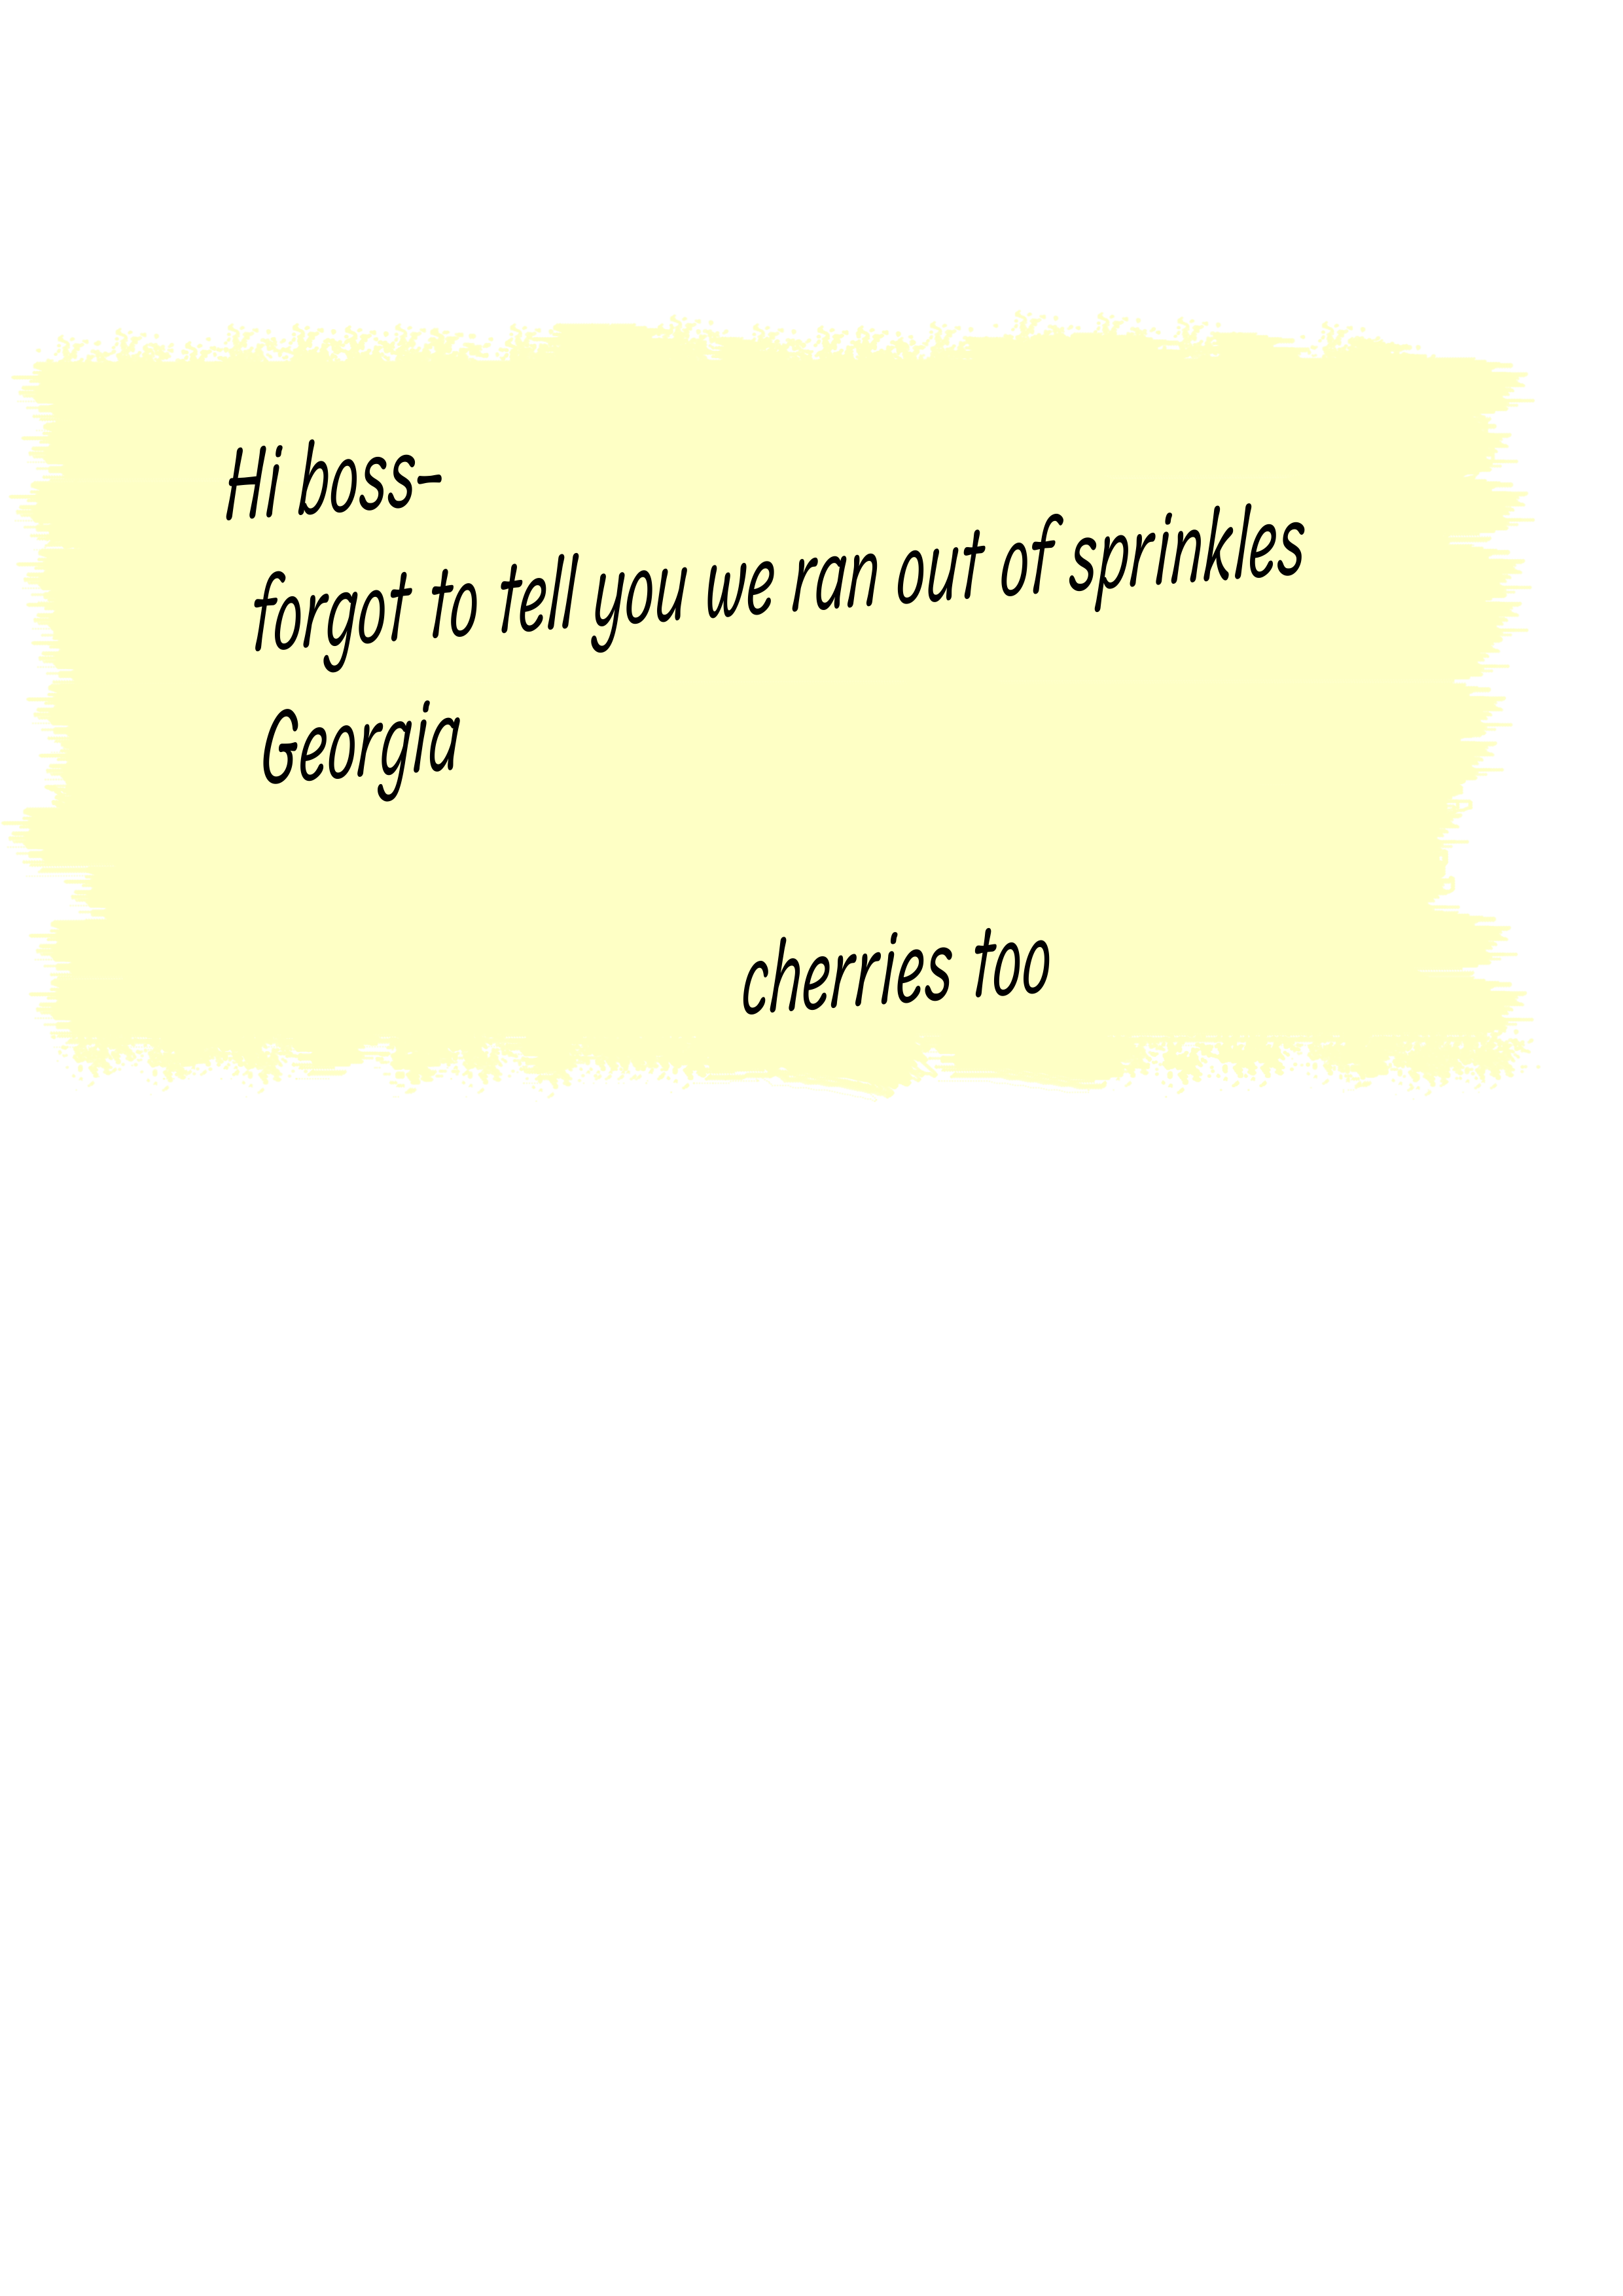 Hi boss-
forgot to tell you we ran out of sprinkles
Georgia
cherries too